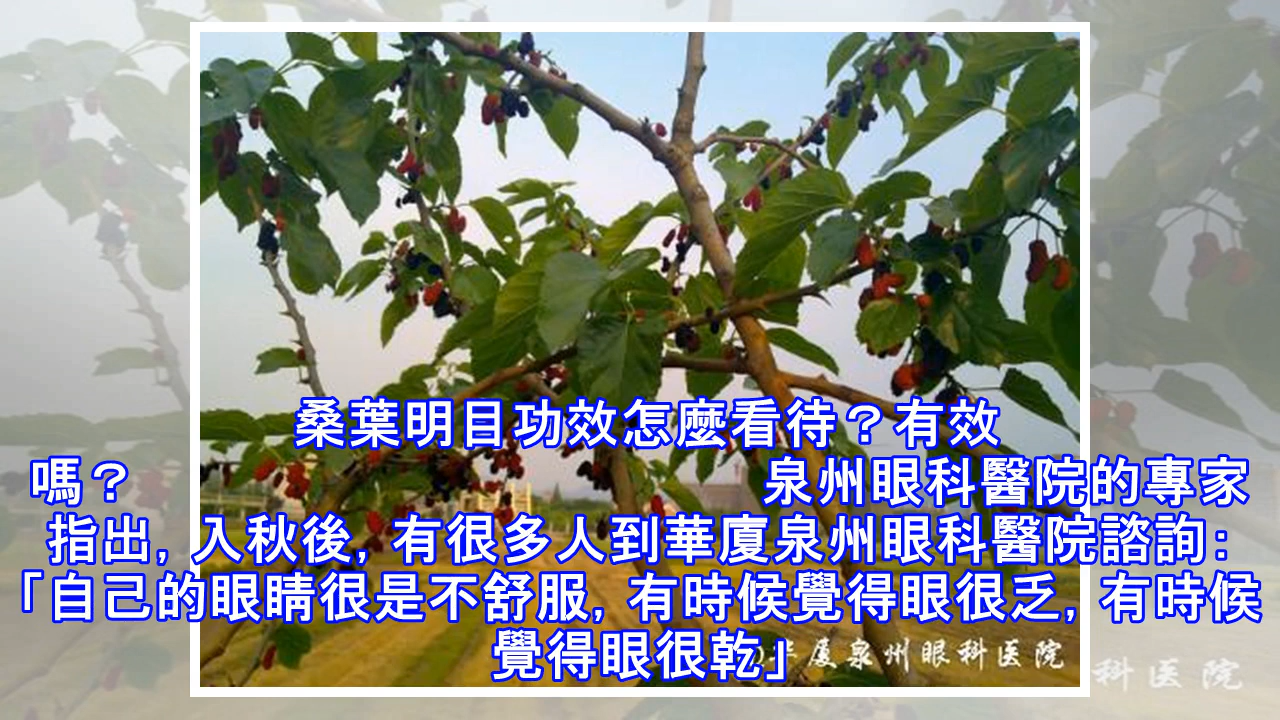 桑葉明目功效怎麼看待？有效
嗎？ 泉州眼科醫院的專家
指出, 入秋後, 有很多人到華廈泉州眼科醫院諮詢:
「自己的眼睛很是不舒服, 有時候覺得眼很乏, 有時候
覺得眼很乾」
厦泉州眼科医院
科医院